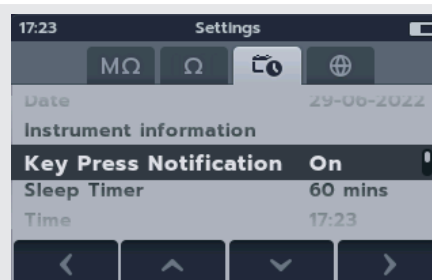 17:23 Settings
MΩ Ω
Date 29-06-2022
Instrument information
Key Press Notification On
Sleep Timer 60 mins
Time 17:23